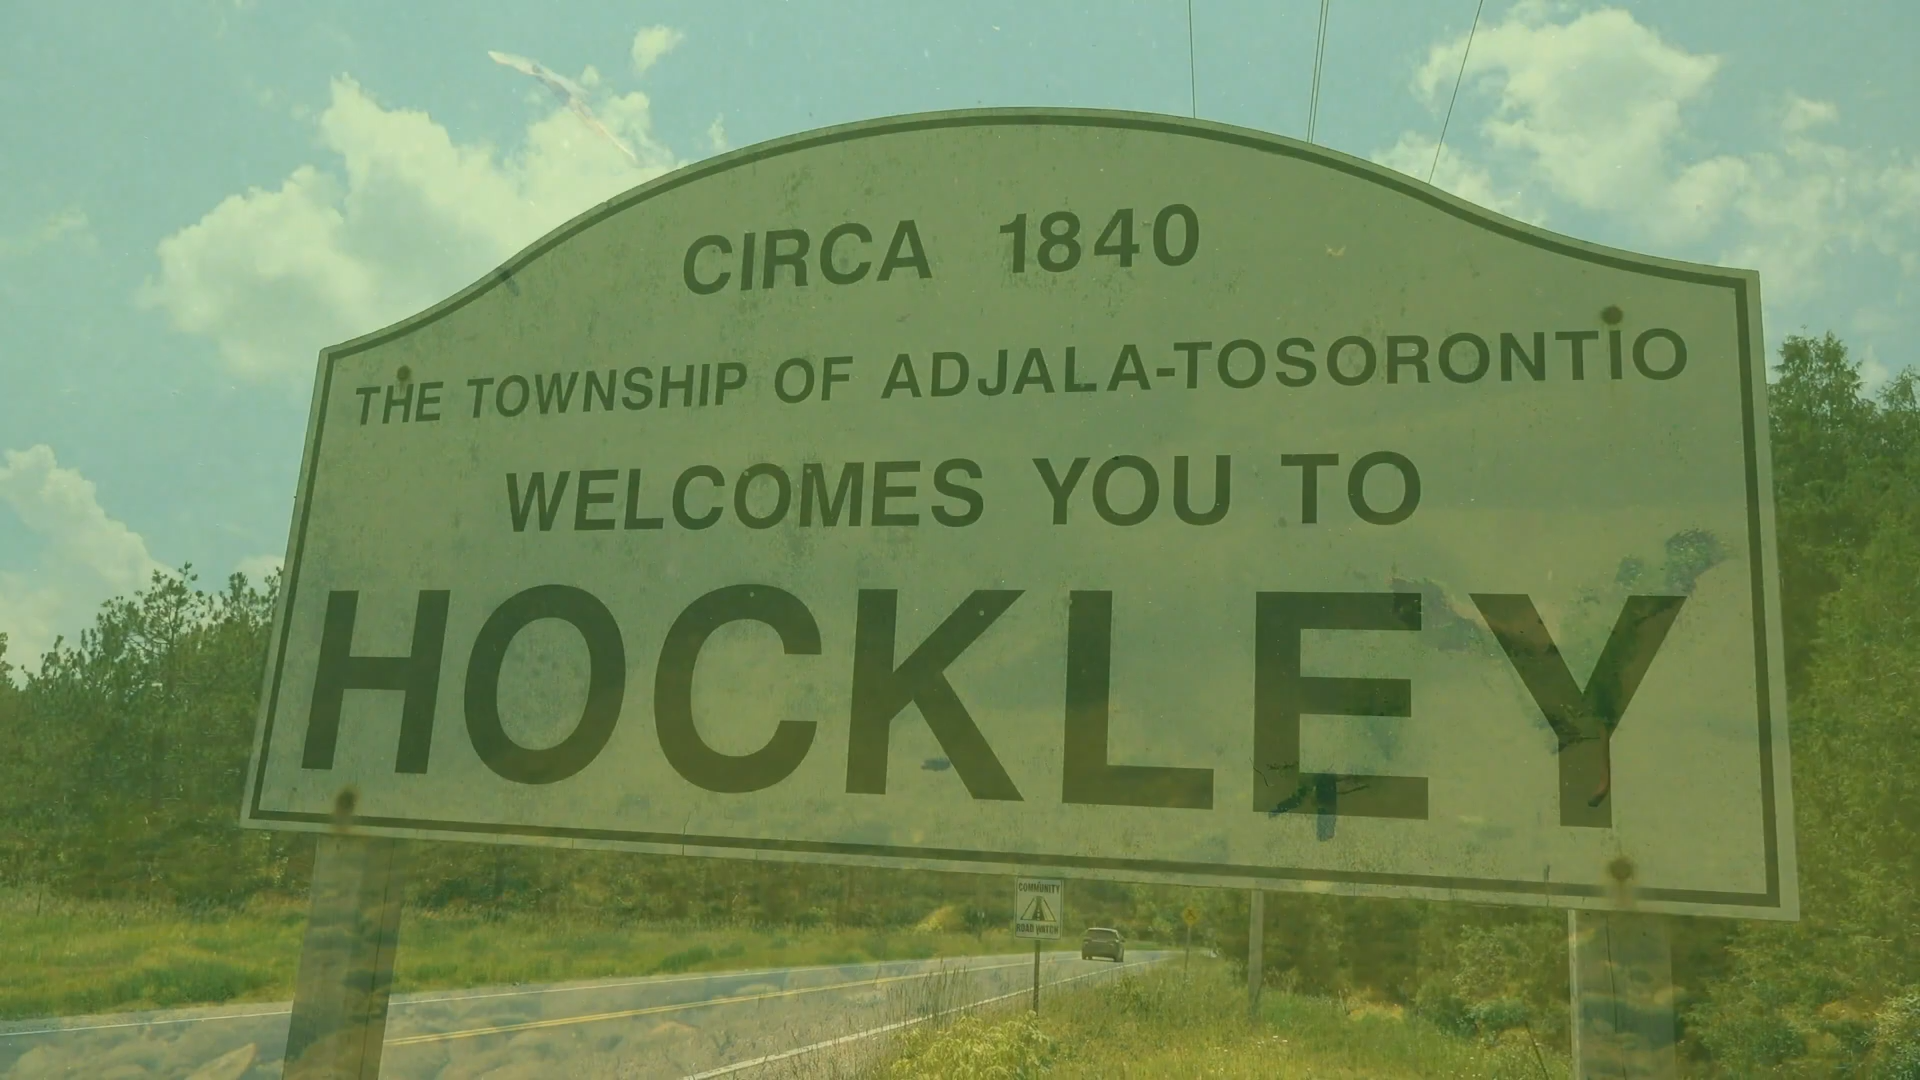 CIRCA 1840
THE TOWNSHIP OF ADJALA-TOSORONTIO
WELCOMES YOU TO
HOCKLEY
COMMUNITY
ROAD WATCH